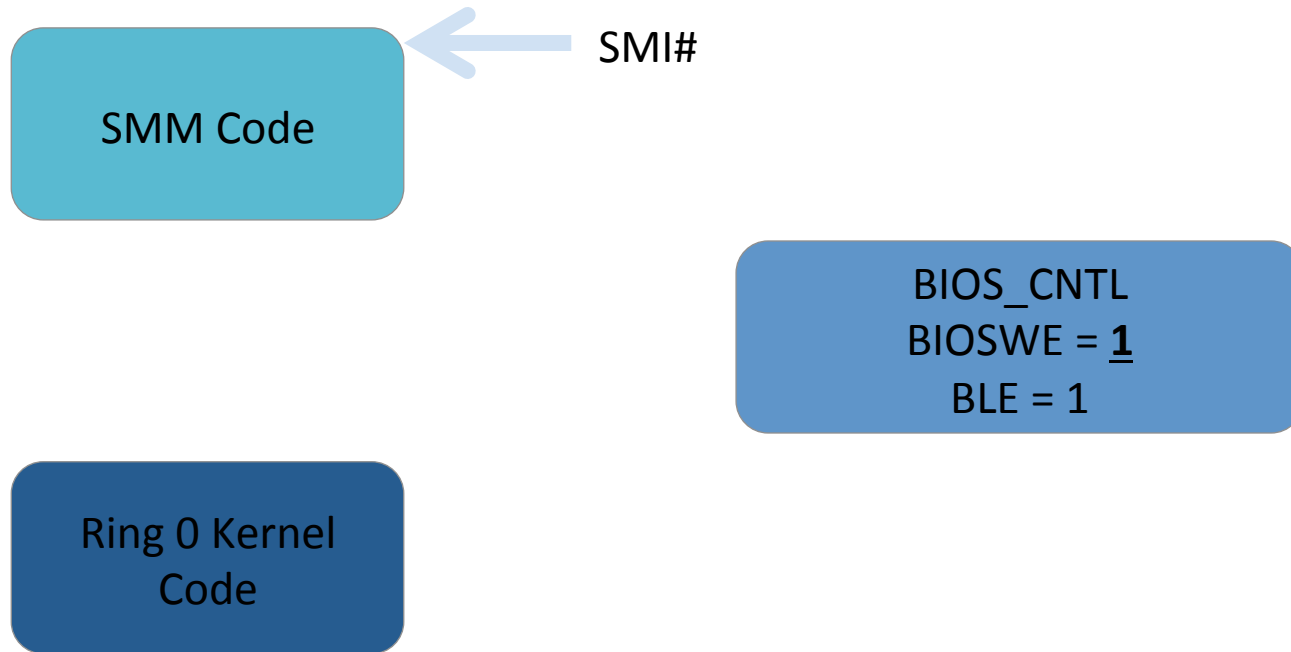 SMI#
SMM Code
BIOS_CNTL
BIOSWE = 1
BLE = 1
Ring 0 Kernel
Code